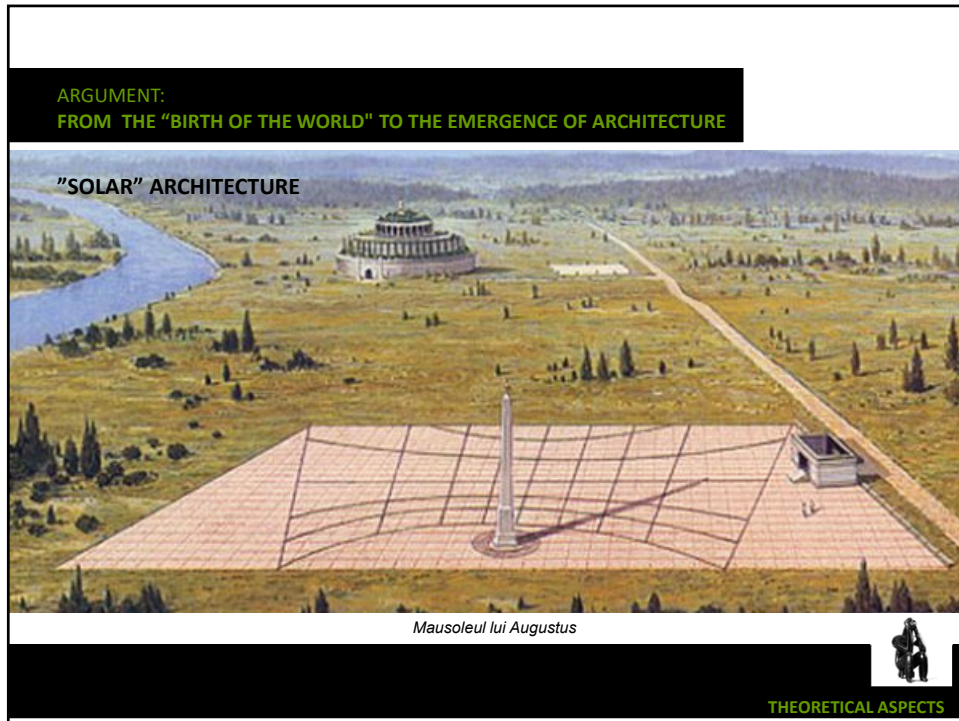 ARGUMENT:
FROM THE “BIRTH OF THE WORLD" TO THE EMERGENCE OF ARCHITECTURE
”SOLAR” ARCHITECTURE
Mausoleul lui Augustus
THEORETICAL ASPECTS